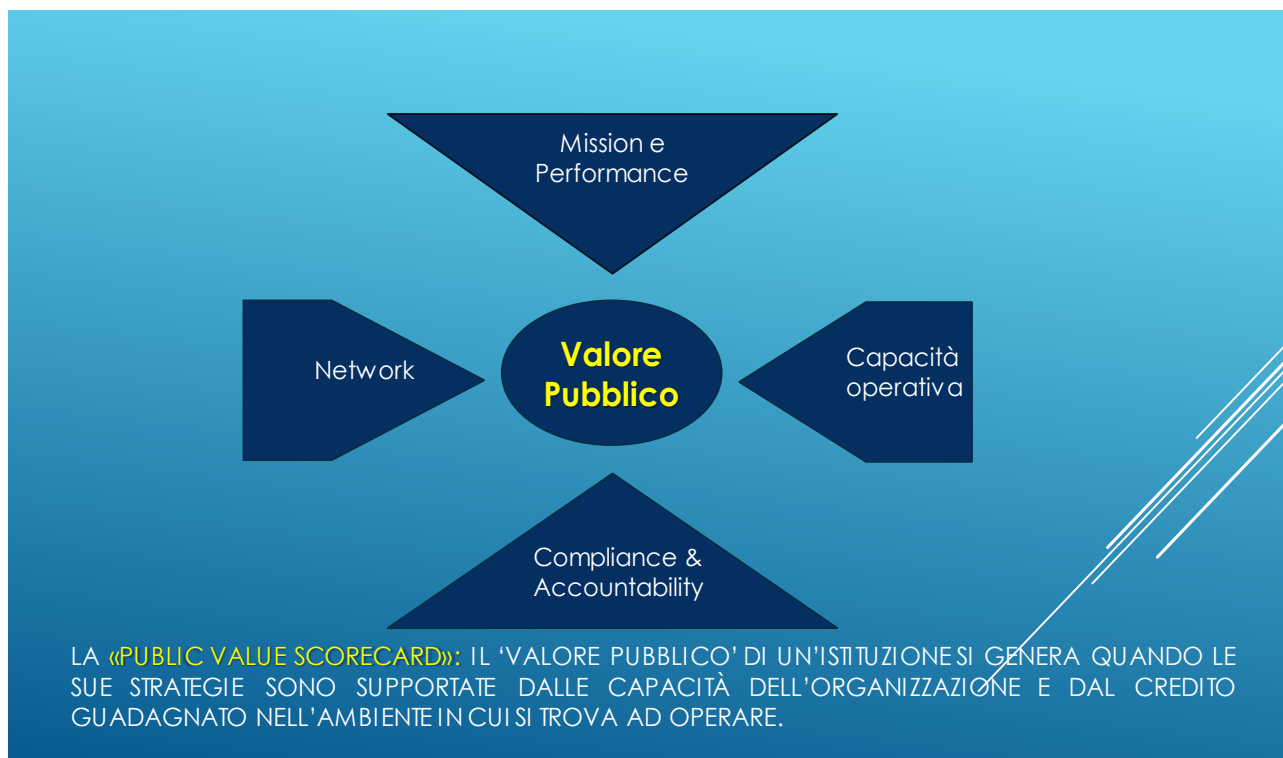 Mission e
Performance
Network
Valore
Pubblico
Capacità
operativa
Compliance &
Accountability
LA «PUBLIC VALUE SCORECARD»: IL ‘VALORE PUBBLICO’ DI UN’ISTITUZIONE SI GENERA QUANDO LE
SUE STRATEGIE SONO SUPPORTATE DALLE CAPACITÀ DELL’ORGANIZZAZIONE E DAL CREDITO
GUADAGNATO NELL’AMBIENTE IN CUI SI TROVA AD OPERARE.